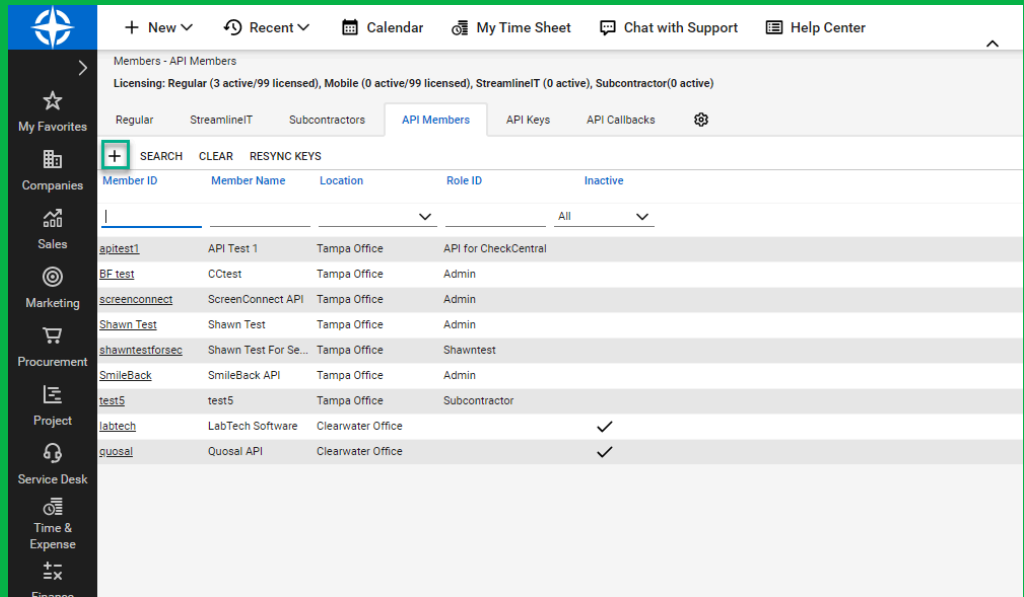 New Recent Calendar My Time Sheet Chat with Support Help Center
Members - API Members
Licensing: Regular (3 active/99 licensed), Mobile (0 active/99 licensed), StreamlineIT (0 active), Subcontractor(0 active)
My Favorites
Companies
Sales
Marketing
Procurement
Project
Service Desk
Time &
Expense
Finance
Regular StreamlineIT Subcontractors API Members API Keys API Callbacks
SEARCH CLEAR RESYNC KEYS
Member ID Member Name Location Role ID Inactive
All
apitest1 API Test 1 Tampa Office API for CheckCentral
BF test CCtest Tampa Office Admin
screenconnect ScreenConnect API Tampa Office Admin
Shawn Test Shawn Test Tampa Office Admin
shawntestforsec Shawn Test For Se... Tampa Office Shawntest
SmileBack SmileBack API Tampa Office Admin
test5 test5 Tampa Office Subcontractor
labtech LabTech Software Clearwater Office
quosal Quosal API Clearwater Office